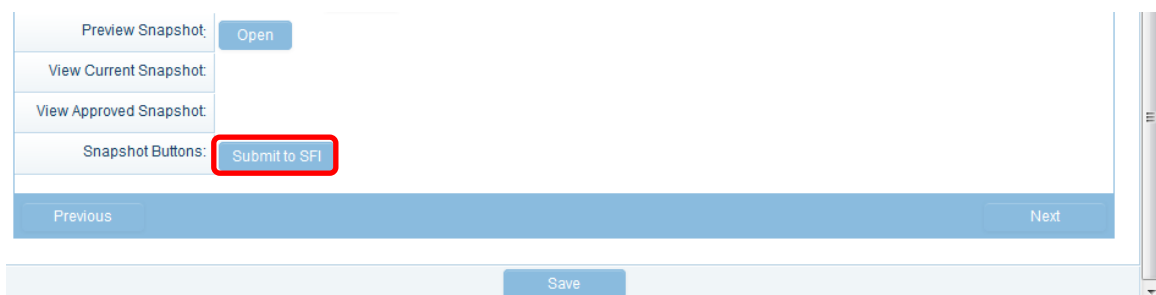 Preview Snapshot: Open
View Current Snapshot:
View Approved Snapshot:
Snapshot Buttons: Submit to SFI
Previous Next
Save